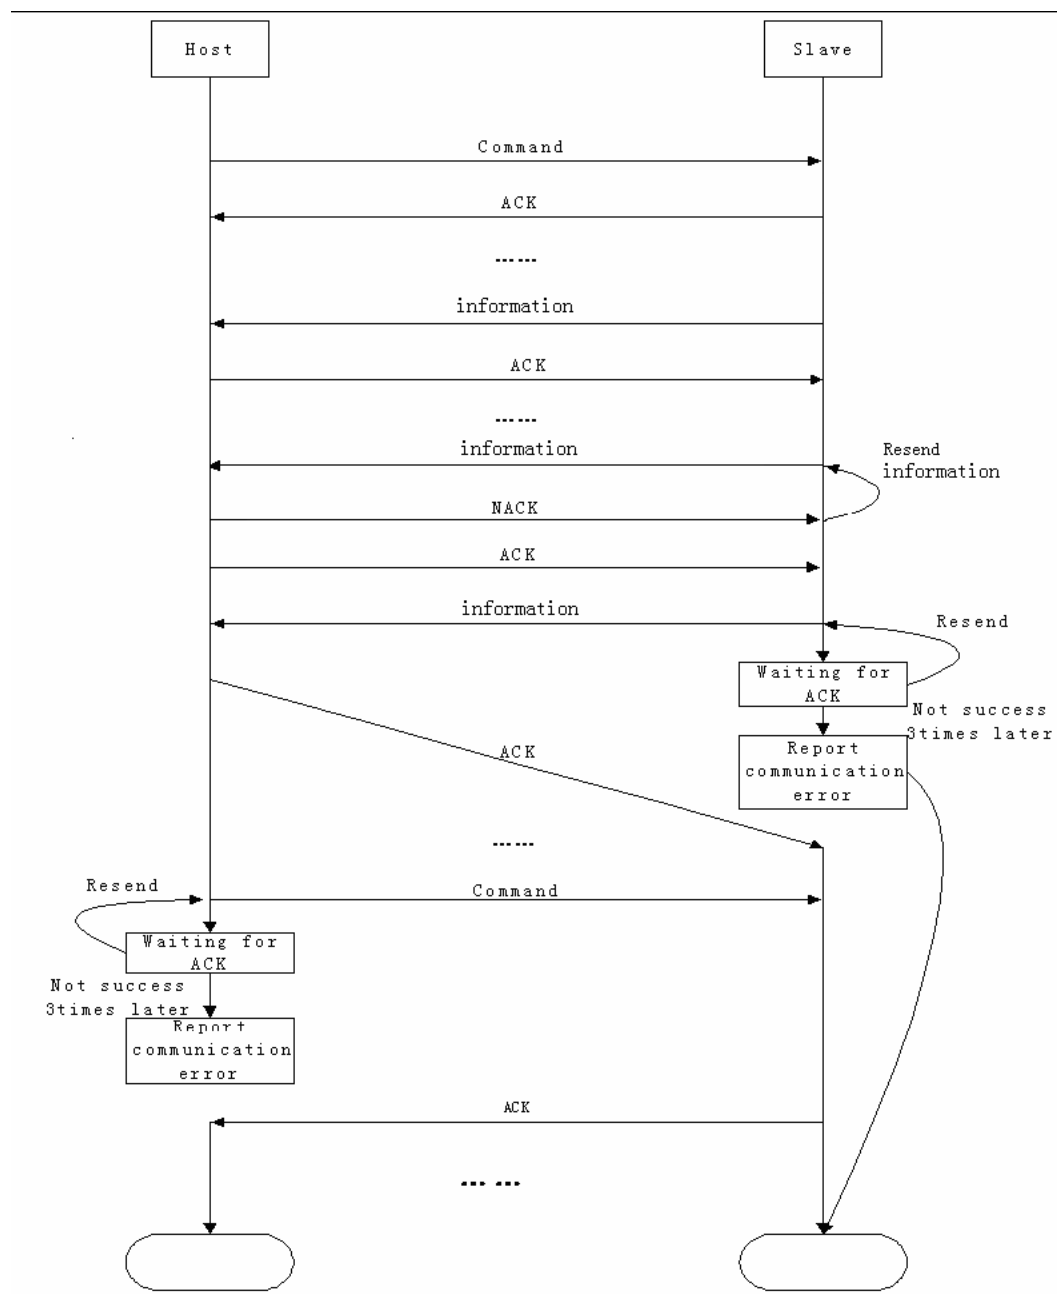 Host
Slave
Command
ACK
......
information
ACK
......
information
Resend
information
NACK
ACK
information
Resend
Waiting for
ACK
Not success
3times later
Report
communication
error
ACK
......
Resend
Command
Waiting for
ACK
Not success
3times later
Report
communication
error
ACK
... ...